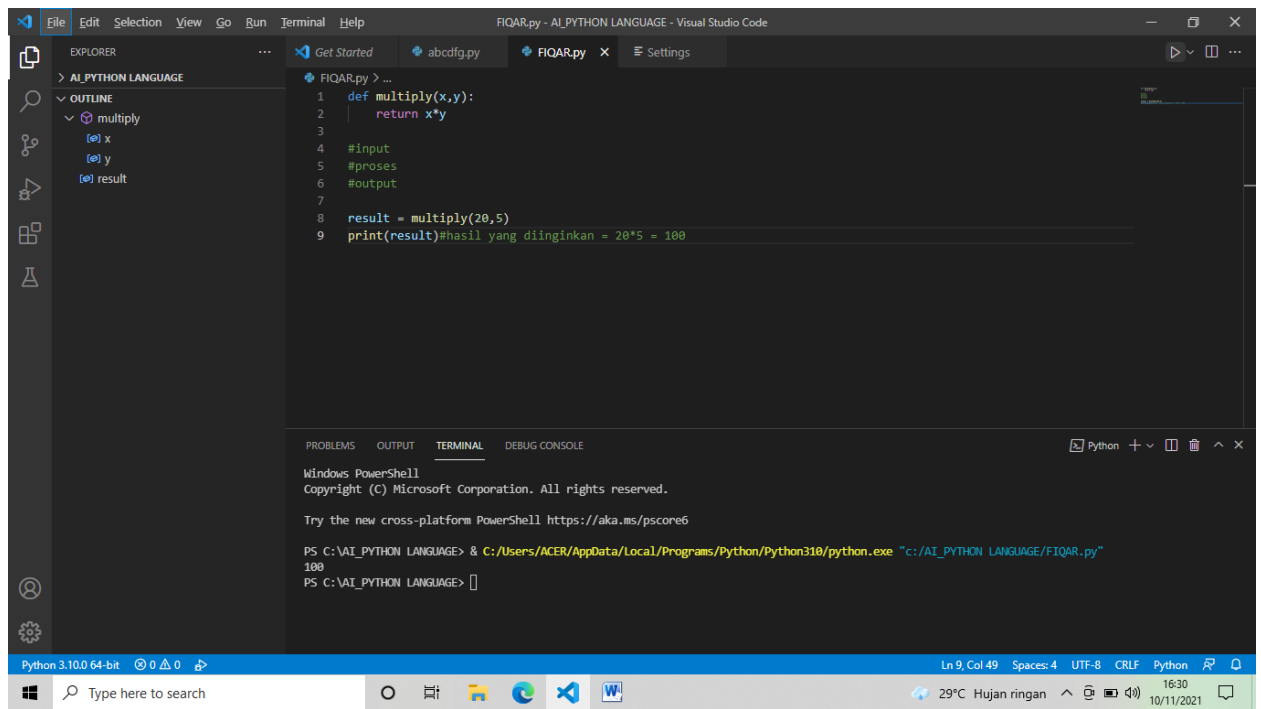 File Edit Selection View Go Run Terminal Help FIQAR.py - AI_PYTHON LANGUAGE - Visual Studio Code
EXPLORER ... Get Started abcdfg.py FIQAR.py Settings
AI_PYTHON LANGUAGE
OUTLINE
multiply
x
y
result
FIQAR.py > ...
1 def multiply(x,y):
2 return x*y
3
4 #input
5 #proses
6 #output
7
8 result = multiply(20,5)
9 print(result)#hasil yang diinginkan = 20*5 = 100
PROBLEMS OUTPUT TERMINAL DEBUG CONSOLE Python
Windows PowerShell
Copyright (C) Microsoft Corporation. All rights reserved.
Try the new cross-platform PowerShell https://aka.ms/pscore6
PS C:\AI_PYTHON LANGUAGE> & C:/Users/ACER/AppData/Local/Programs/Python/Python310/python.exe "c:/AI_PYTHON LANGUAGE/FIQAR.py"
100
PS C:\AI_PYTHON LANGUAGE>
Python 3.10.0 64-bit 0 0 Ln 9, Col 49 Spaces: 4 UTF-8 CRLF Python
Type here to search 29°C Hujan ringan 16:30
10/11/2021